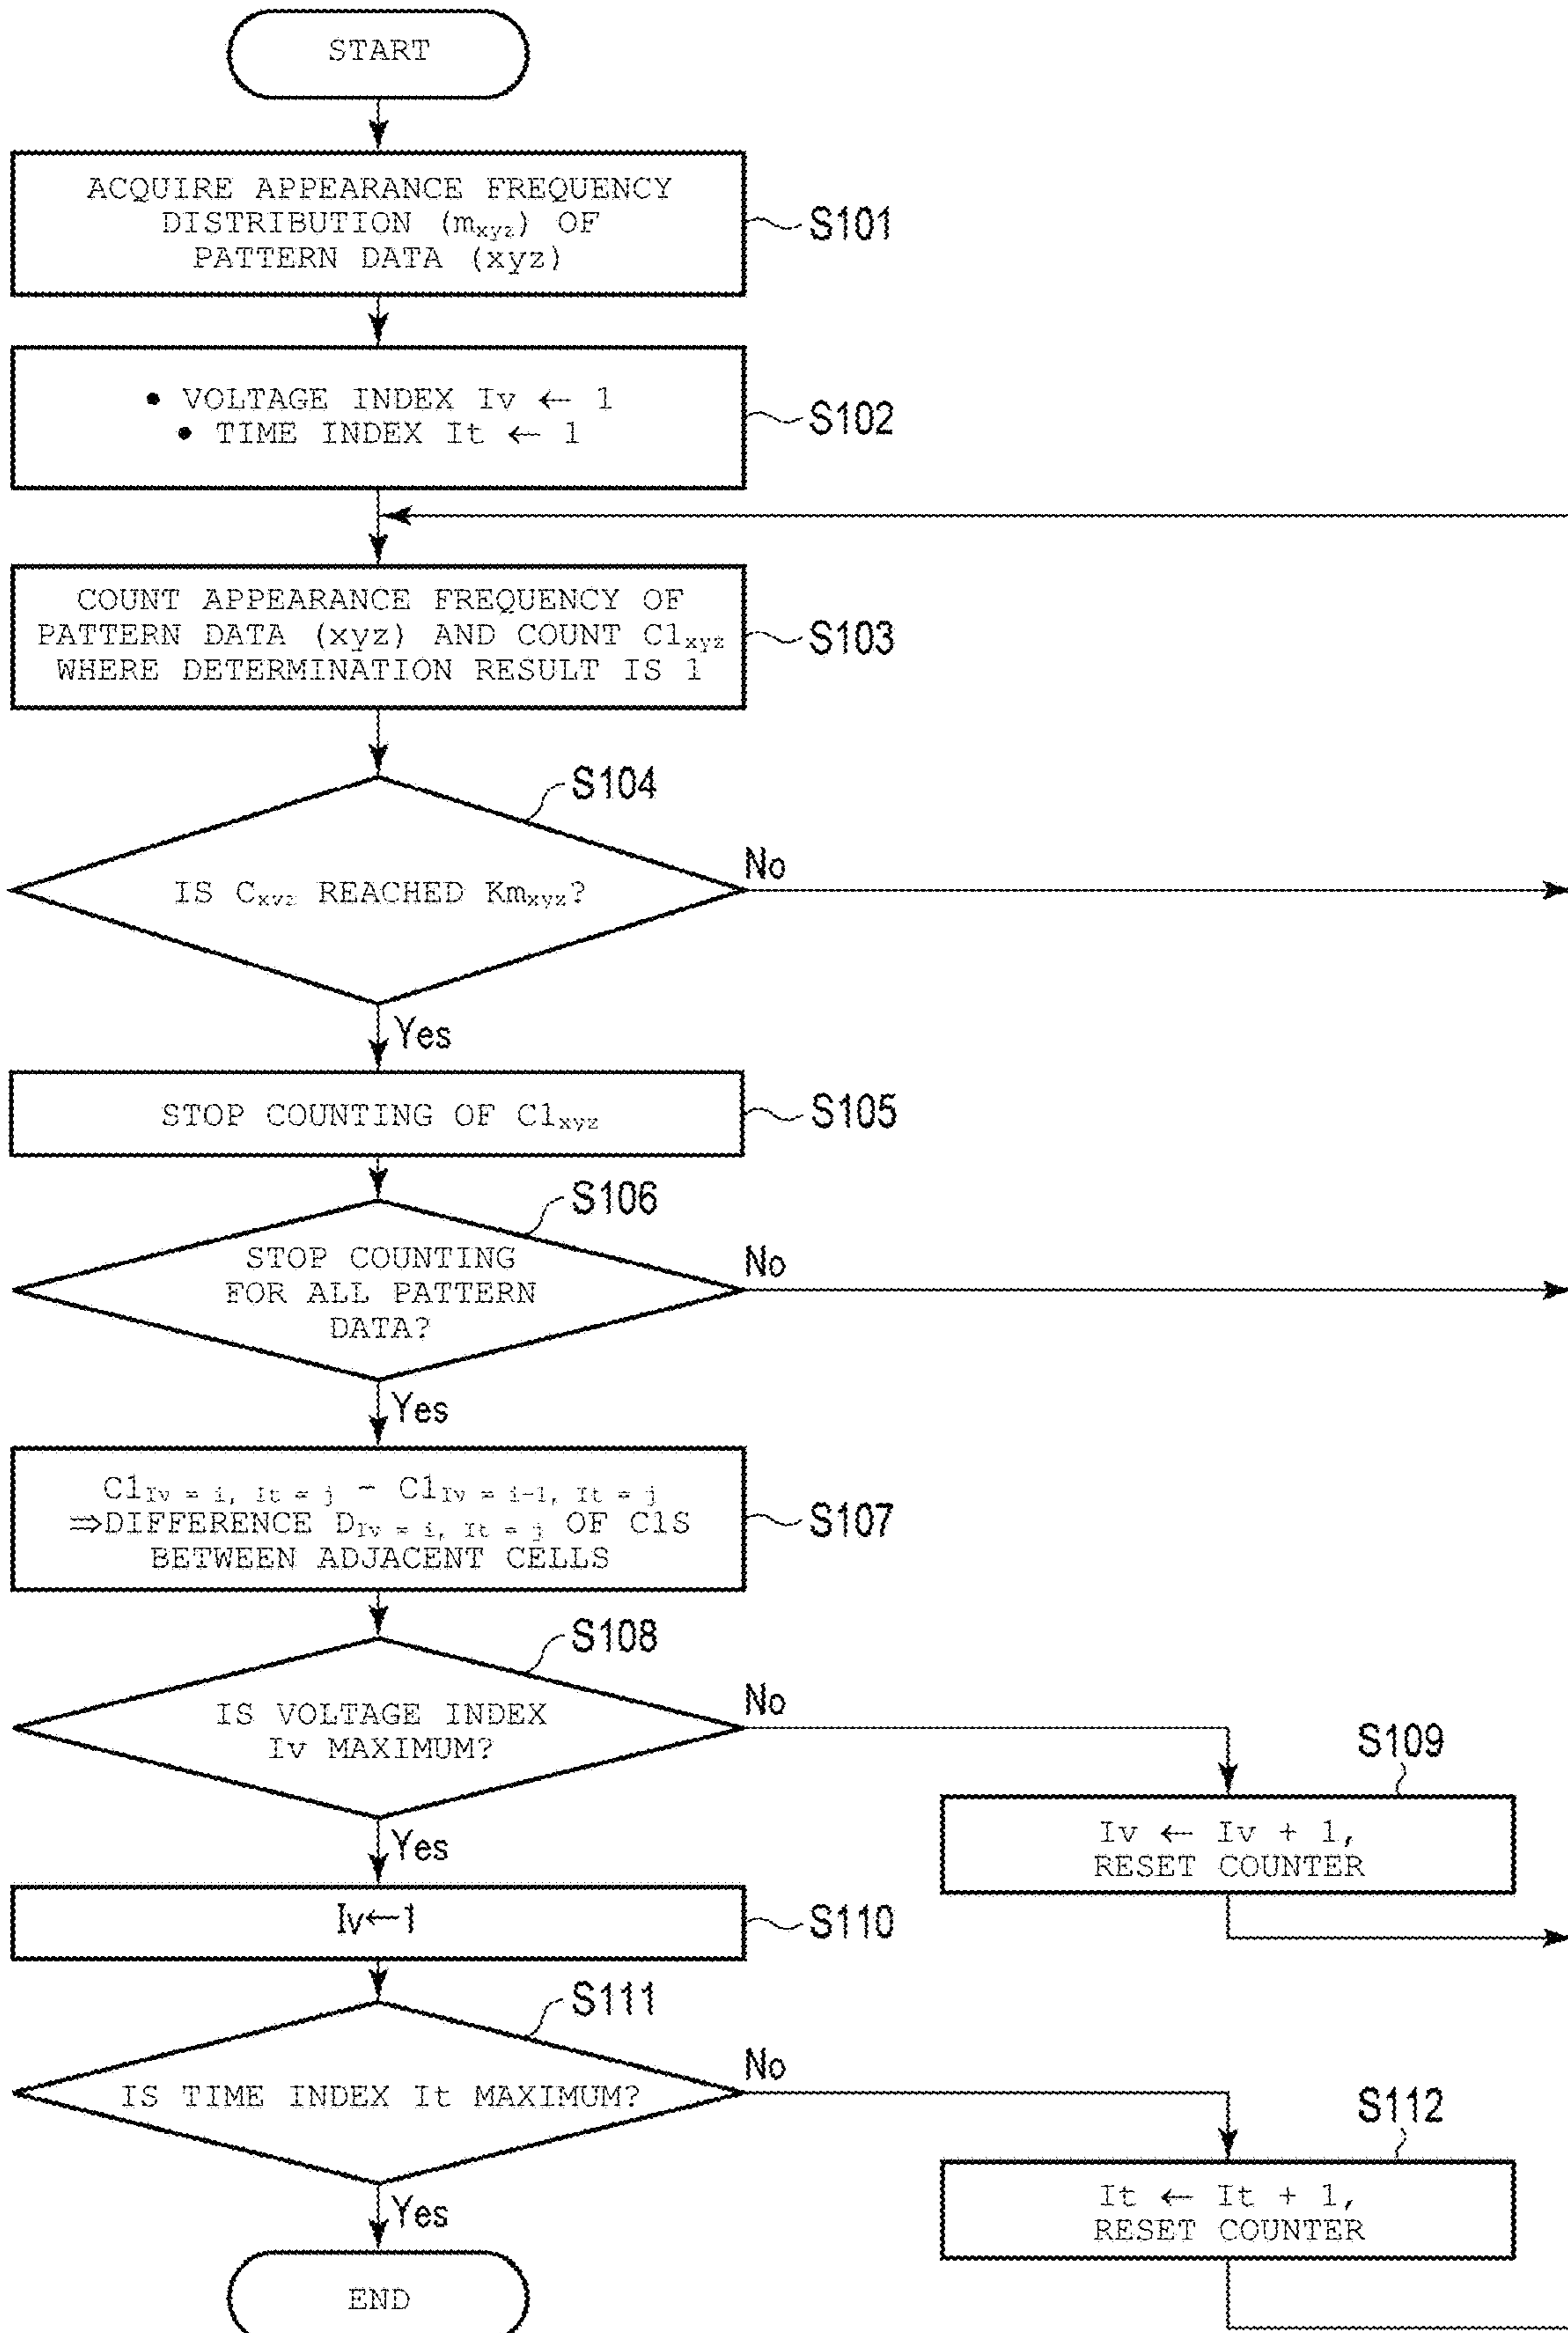 START
ACQUIRE APPEARANCE FREQUENCY
DISTRIBUTION (mxyz) OF
PATTERN DATA (xyz)
S101
• VOLTAGE INDEX Iv ← 1
• TIME INDEX It ← 1
S102
COUNT APPEARANCE FREQUENCY OF
PATTERN DATA (xyz) AND COUNT C1xyz
WHERE DETERMINATION RESULT IS 1
S103
S104
IS Cxyz REACHED Kmxyz?
No
Yes
STOP COUNTING OF C1xyz
S105
S106
STOP COUNTING
FOR ALL PATTERN
DATA?
No
Yes
C1Iv = i, It = j − C1Iv = i-1, It = j
⇒DIFFERENCE DIv = i, It = j OF C1S
BETWEEN ADJACENT CELLS
S107
S108
IS VOLTAGE INDEX
Iv MAXIMUM?
No
Yes
S109
Iv ← Iv + 1,
RESET COUNTER
Iv←1
S110
S111
IS TIME INDEX It MAXIMUM?
No
Yes
S112
It ← It + 1,
RESET COUNTER
END